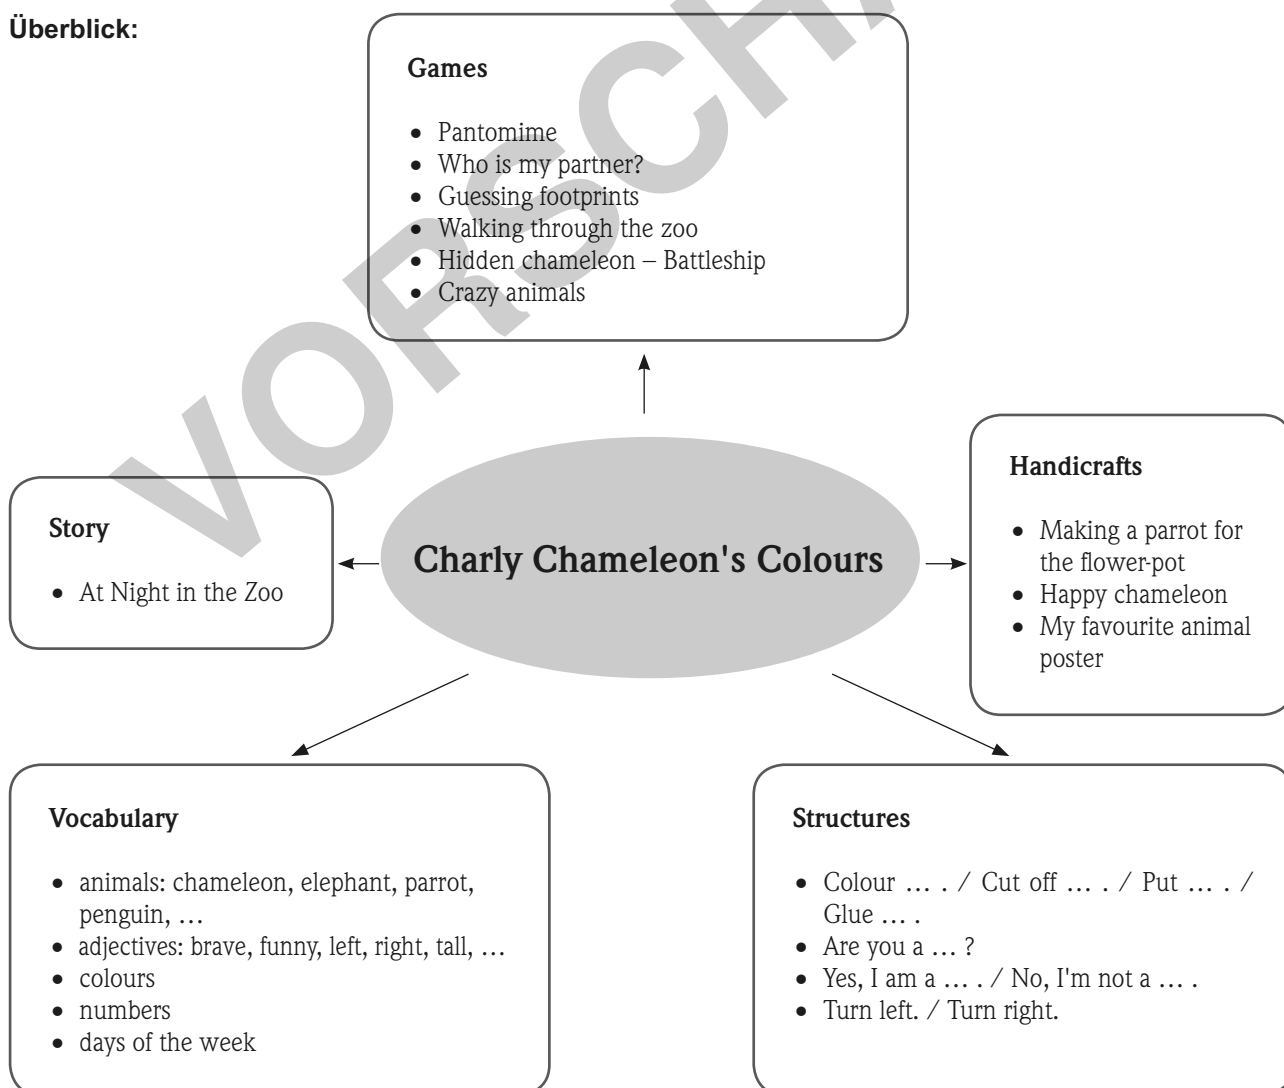 Überblick:
Games
• Pantomime
• Who is my partner?
• Guessing footprints
• Walking through the zoo
• Hidden chameleon – Battleship
• Crazy animals
Story
• At Night in the Zoo
Charly Chameleon's Colours
Handicrafts
• Making a parrot for
the flower-pot
• Happy chameleon
• My favourite animal
poster
Vocabulary
• animals: chameleon, elephant, parrot,
penguin, …
• adjectives: brave, funny, left, right, tall, …
• colours
• numbers
• days of the week
Structures
• Colour … . / Cut off … . / Put … . /
Glue … .
• Are you a … ?
• Yes, I am a … . / No, I'm not a … .
• Turn left. / Turn right.
VORSCHA